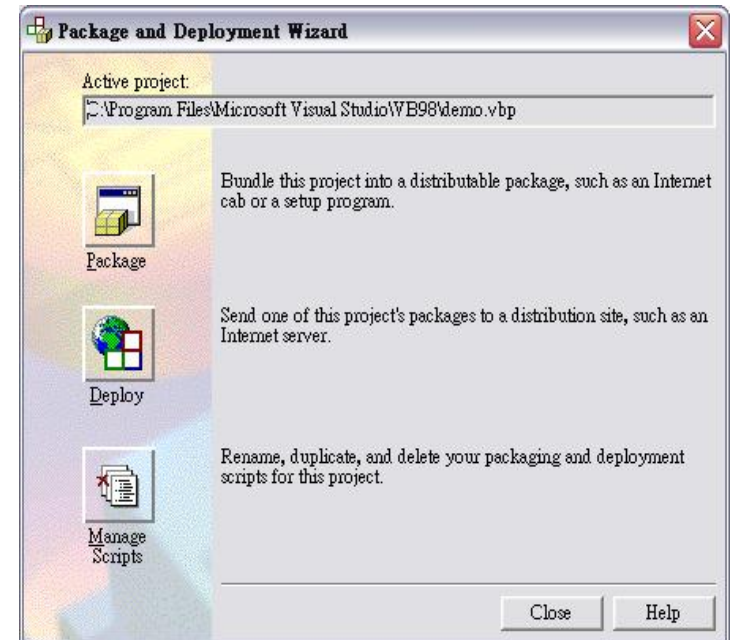 Package and Deployment Wizard
Active project:
C:\Program Files\Microsoft Visual Studio\VB98\demo.vbp
Bundle this project into a distributable package, such as an Internet
cab or a setup program.
Package
Send one of this project's packages to a distribution site, such as an
Internet server.
Deploy
Rename, duplicate, and delete your packaging and deployment
scripts for this project.
Manage
Scripts
Close
Help